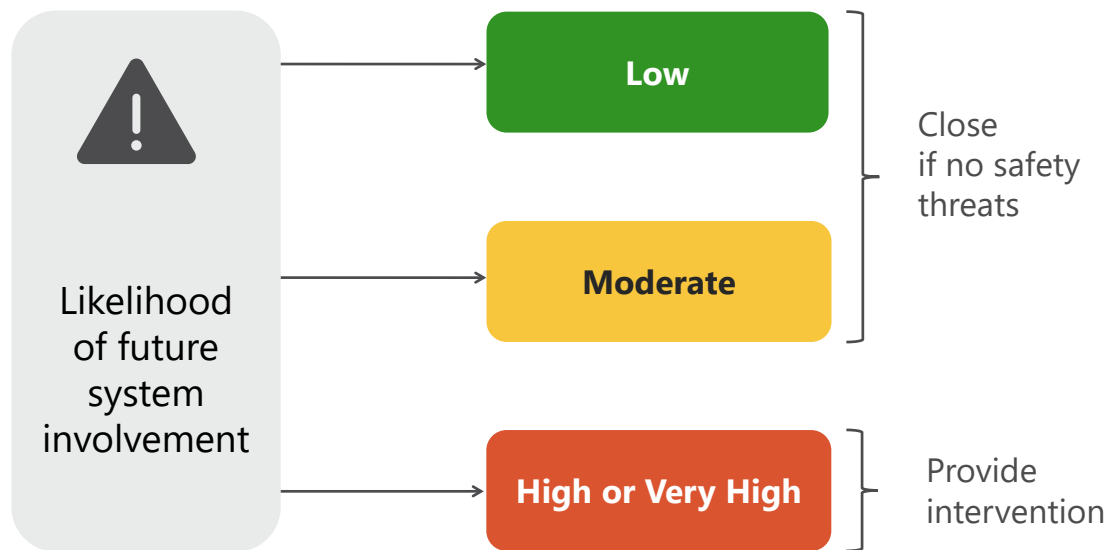 Likelihood
of future
system
involvement
Low
Moderate
High or Very High
Close
if no safety
threats
Provide
intervention